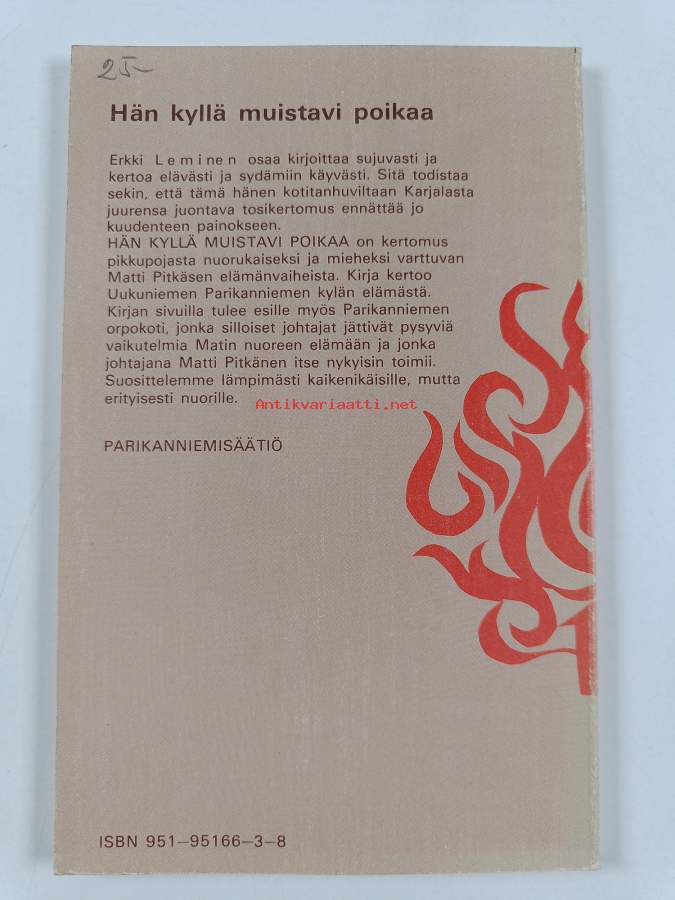 25-
Hän kyllä muistavi poikaa
Erkki Leminen osaa kirjoittaa sujuvasti ja
kertoa elävästi ja sydämiin käyvästi. Sitä todistaa
sekin, että tämä hänen kotitanhuviltaan Karjalasta
juurensa juontava tosikertomus ennättää jo
kuudenteen painokseen.
HÄN KYLLÄ MUISTAVI POIKAA on kertomus
pikkupojasta nuorukaiseksi ja mieheksi varttuvan
Matti Pitkäsen elämänvaiheista. Kirja kertoo
Uukuniemen Parikanniemen kylän elämästä.
Kirjan sivuilla tulee esille myös Parikanniemen
orpokoti, jonka silloiset johtajat jättivät pysyviä
vaikutelmia Matin nuoreen elämään ja jonka
johtajana Matti Pitkänen itse nykyisin toimii.
Suosittelemme lämpimästi kaikenikäisille, mutta
erityisesti nuorille.
Antikvariaatti.net
PARIKANNIEMISÄÄTIÖ
ISBN 951-95166-3-8